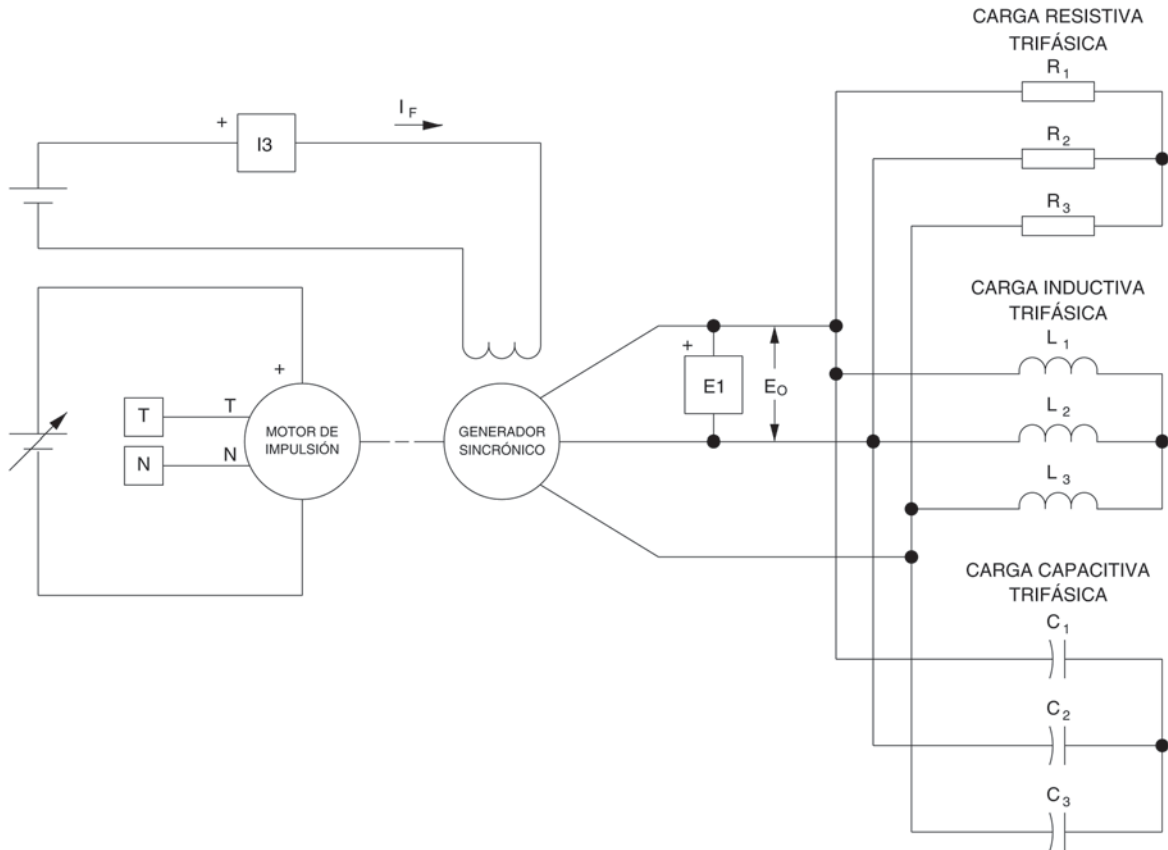 CARGA RESISTIVA
TRIFÁSICA
R1
R2
R3
+
I3
IF
CARGA INDUCTIVA
TRIFÁSICA
L1
L2
L3
+
E1
EO
+
T
T
N
N
MOTOR DE
IMPULSIÓN
GENERADOR
SINCRÓNICO
CARGA CAPACITIVA
TRIFÁSICA
C1
C2
C3